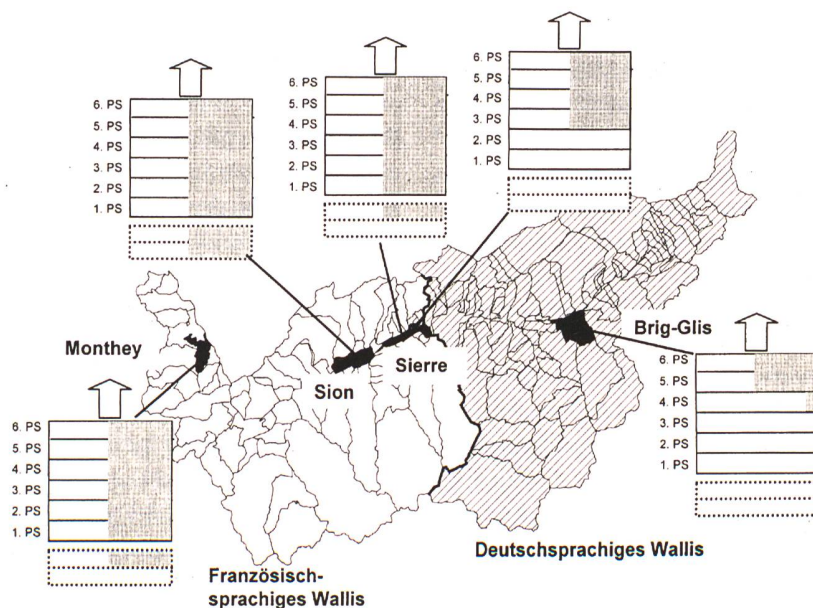 6. PS
5. PS
4. PS
3. PS
2. PS
1. PS
6. PS
5. PS
4. PS
3. PS
2. PS
1. PS
6. PS
5. PS
4. PS
3. PS
2. PS
1. PS
Monthey
Sion
Sierre
Brig-Glis
6. PS
5. PS
4. PS
3. PS
2. PS
1. PS
6. PS
5. PS
4. PS
3. PS
2. PS
1. PS
Deutschsprachiges Wallis
Französisch-
sprachiges Wallis